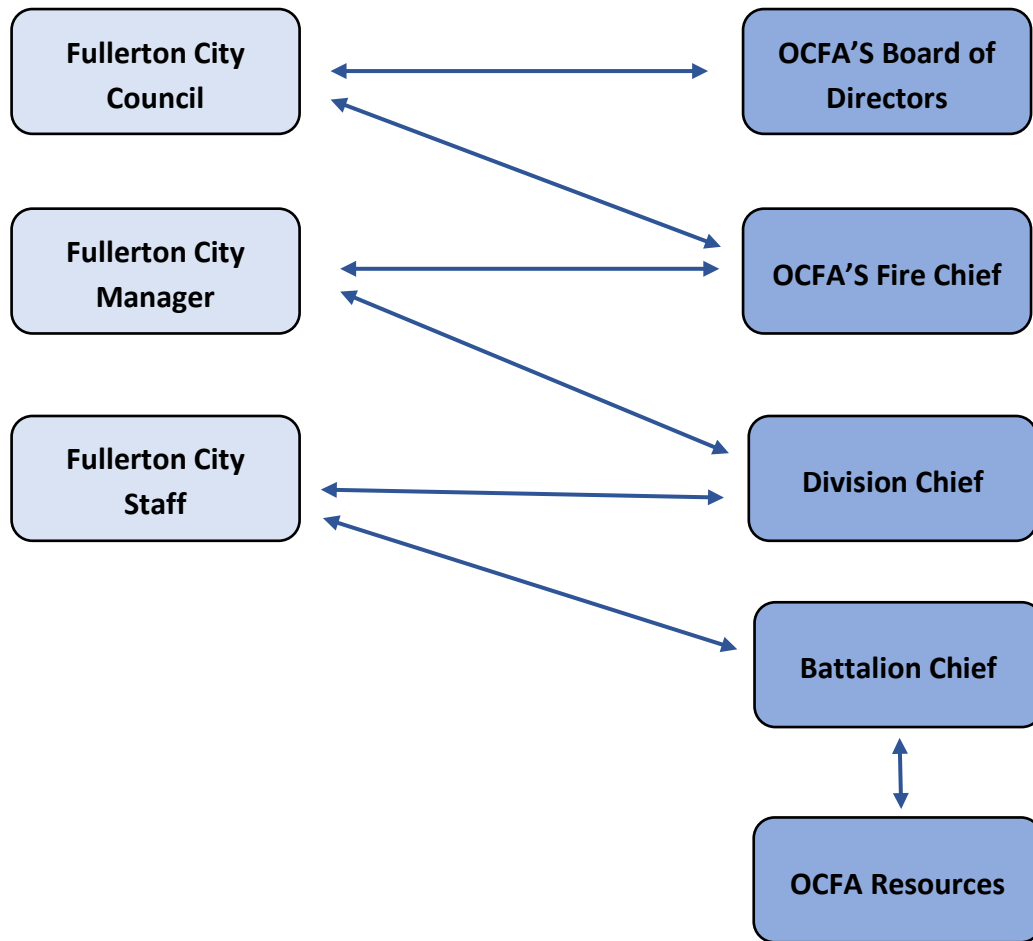 Fullerton City
Council
OCFA'S Board of
Directors
Fullerton City
Manager
OCFA'S Fire Chief
Fullerton City
Staff
Division Chief
Battalion Chief
OCFA Resources